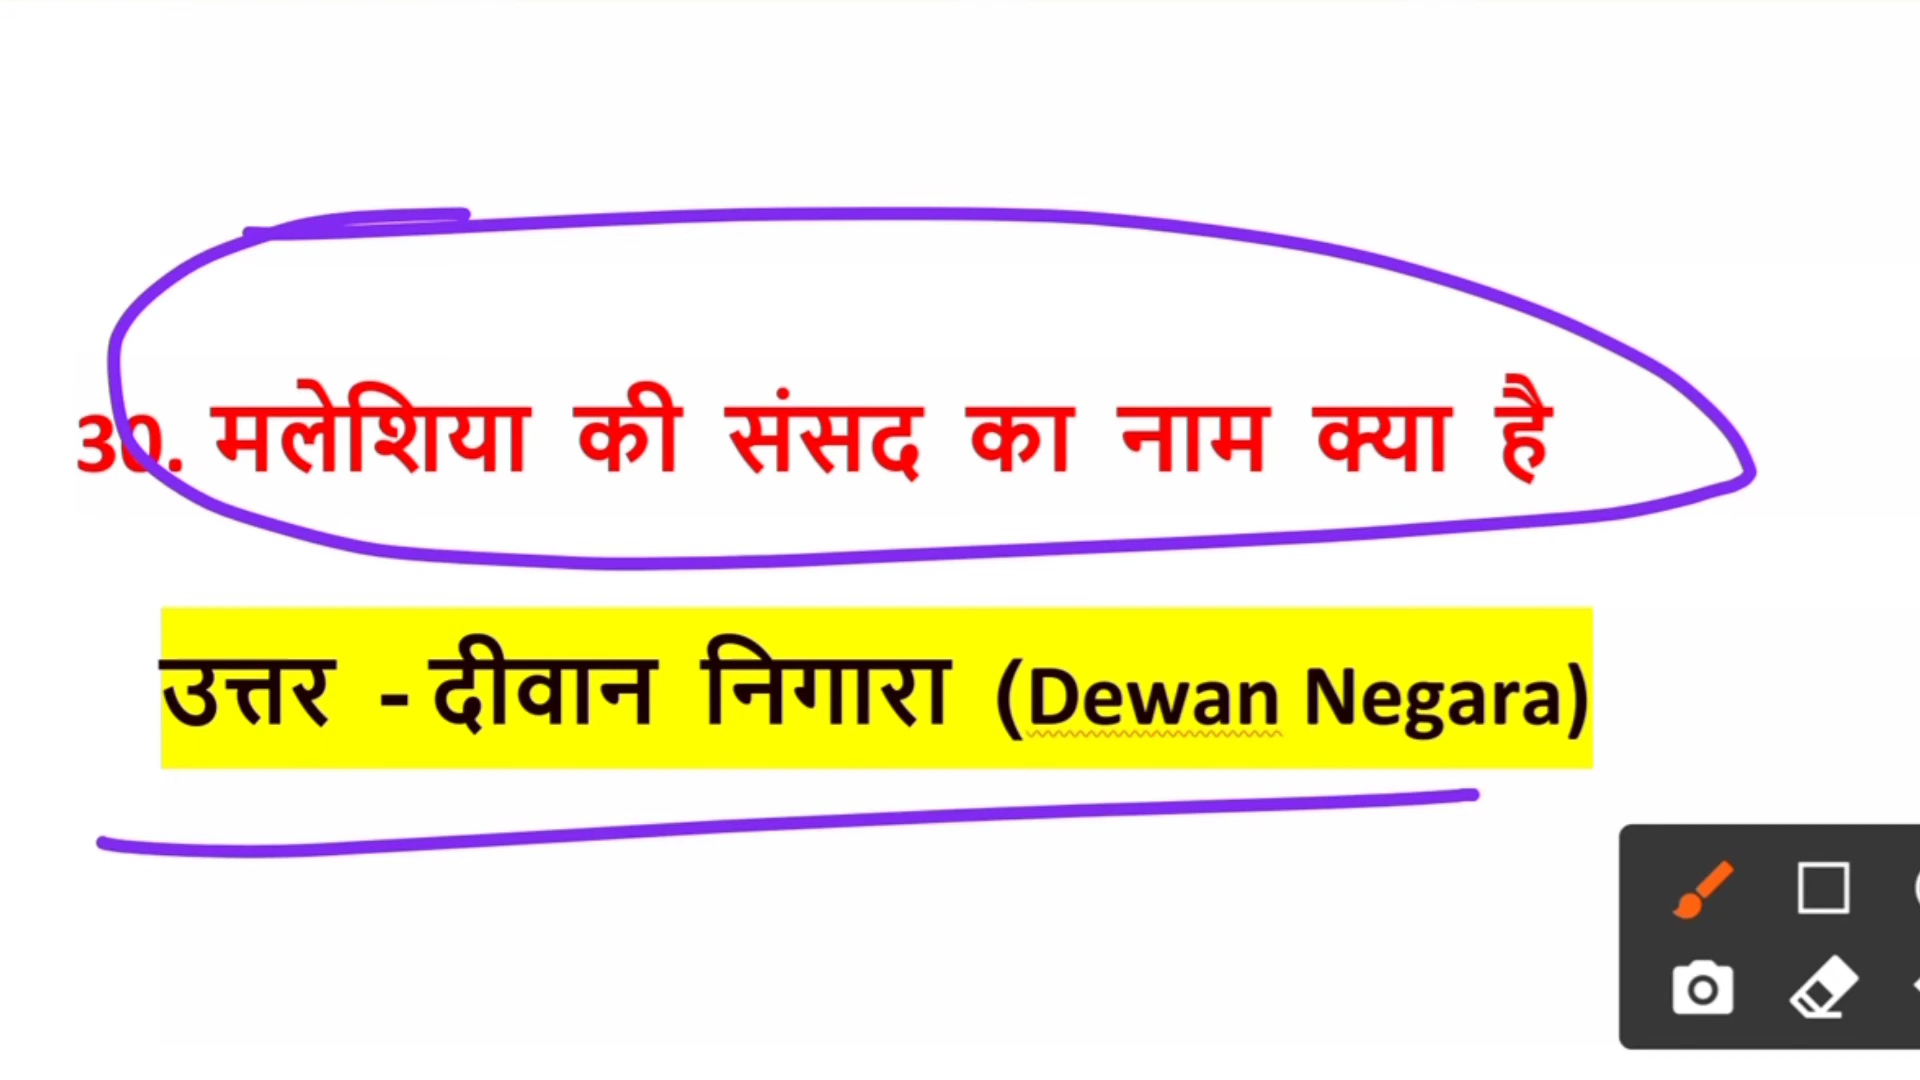 30. मलेशिया की संसद का नाम क्या है
उत्तर - दीवान निगारा (Dewan Negara)